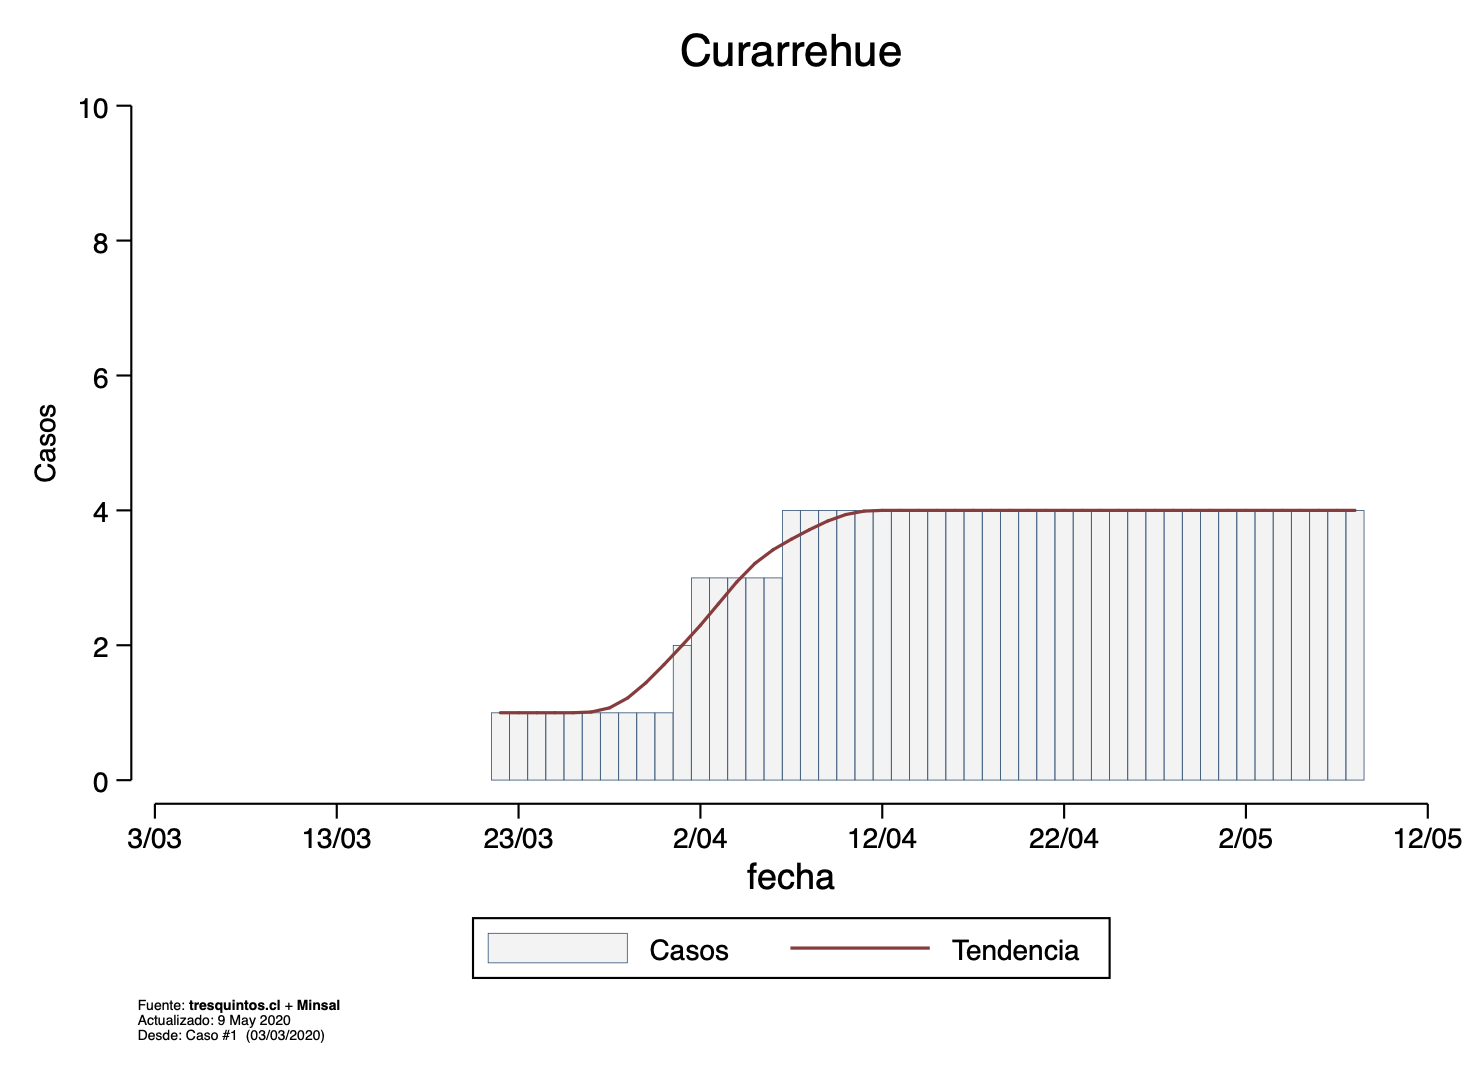 Curarrehue
10
8
6
4
2
0
Casos
3/03 13/03 23/03 2/04 12/04 22/04 2/05 12/05
fecha
Casos Tendencia
Fuente: tresquintos.cl + Minsal
Actualizado: 9 May 2020
Desde: Caso #1 (03/03/2020)